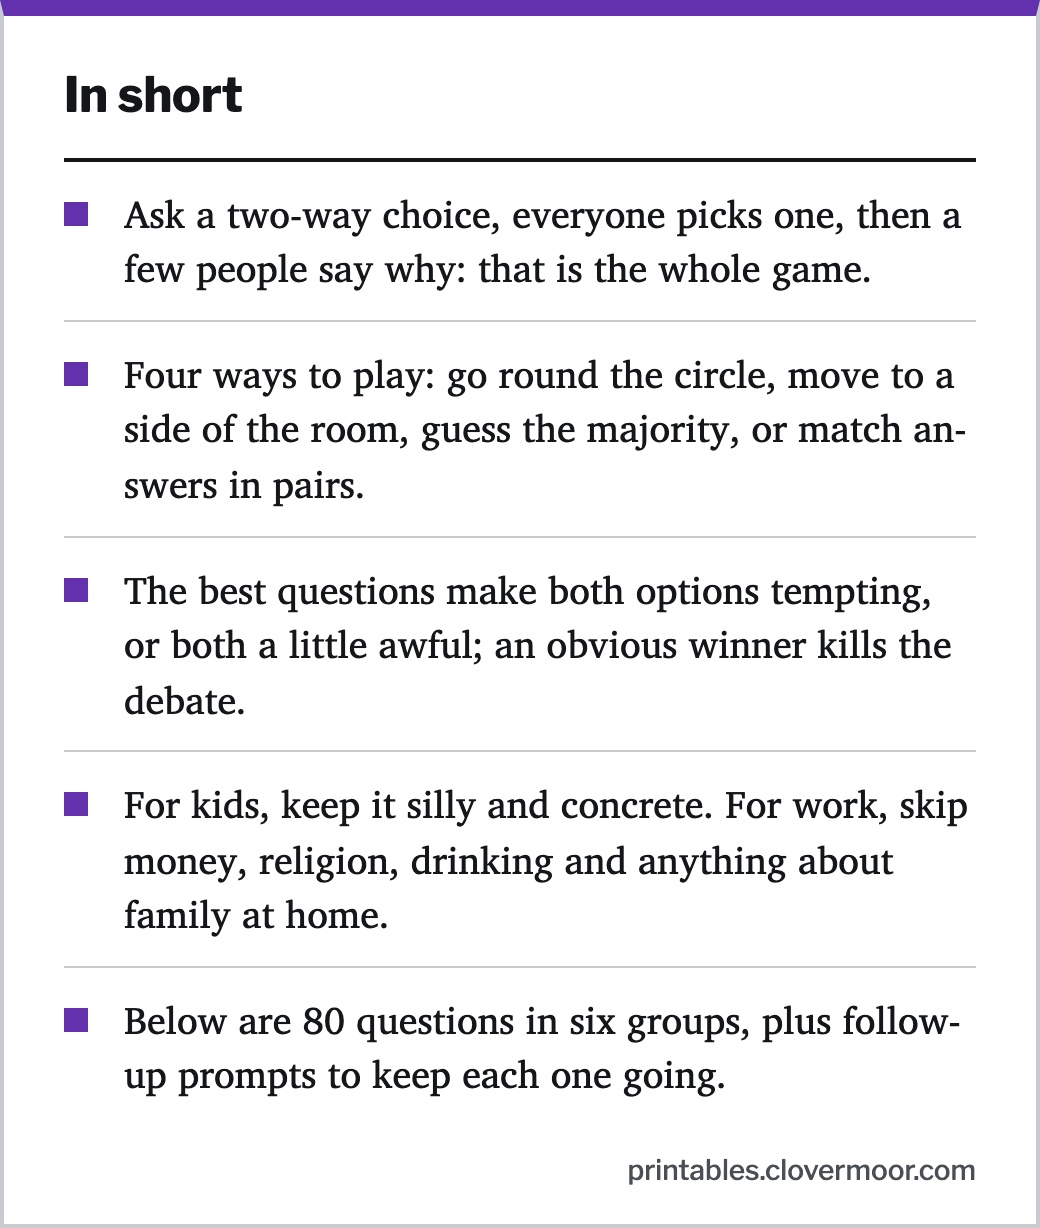 In short
Ask a two-way choice, everyone picks one, then a
few people say why: that is the whole game.
Four ways to play: go round the circle, move to a
side of the room, guess the majority, or match an-
swers in pairs.
The best questions make both options tempting,
or both a little awful; an obvious winner kills the
debate.
For kids, keep it silly and concrete. For work, skip
money, religion, drinking and anything about
family at home.
Below are 80 questions in six groups, plus follow-
up prompts to keep each one going.
printables.clovermoor.com